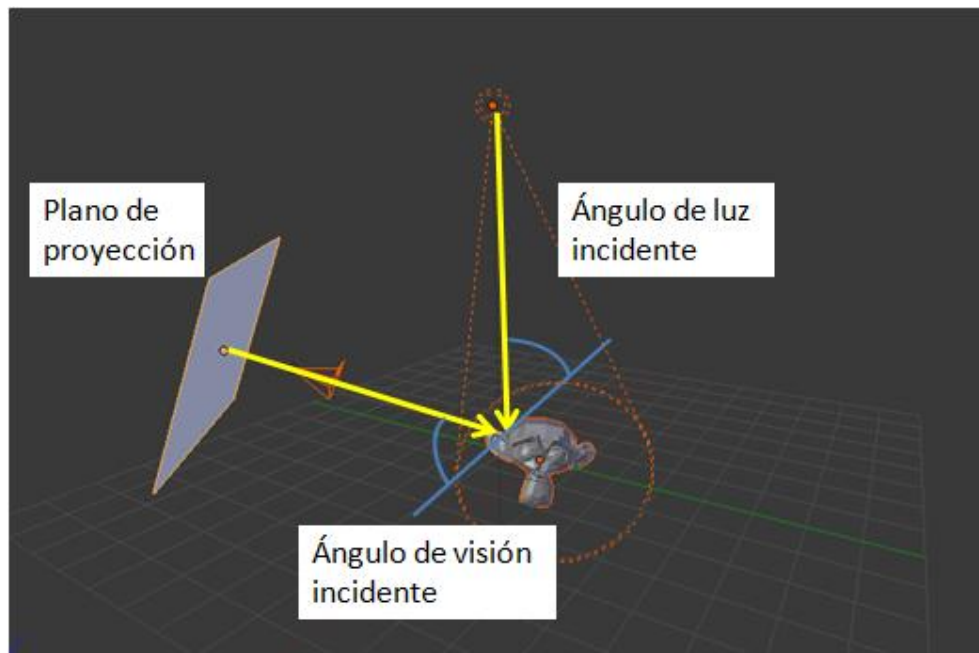 Plano de
proyección
Ángulo de luz
incidente
Ángulo de visión
incidente